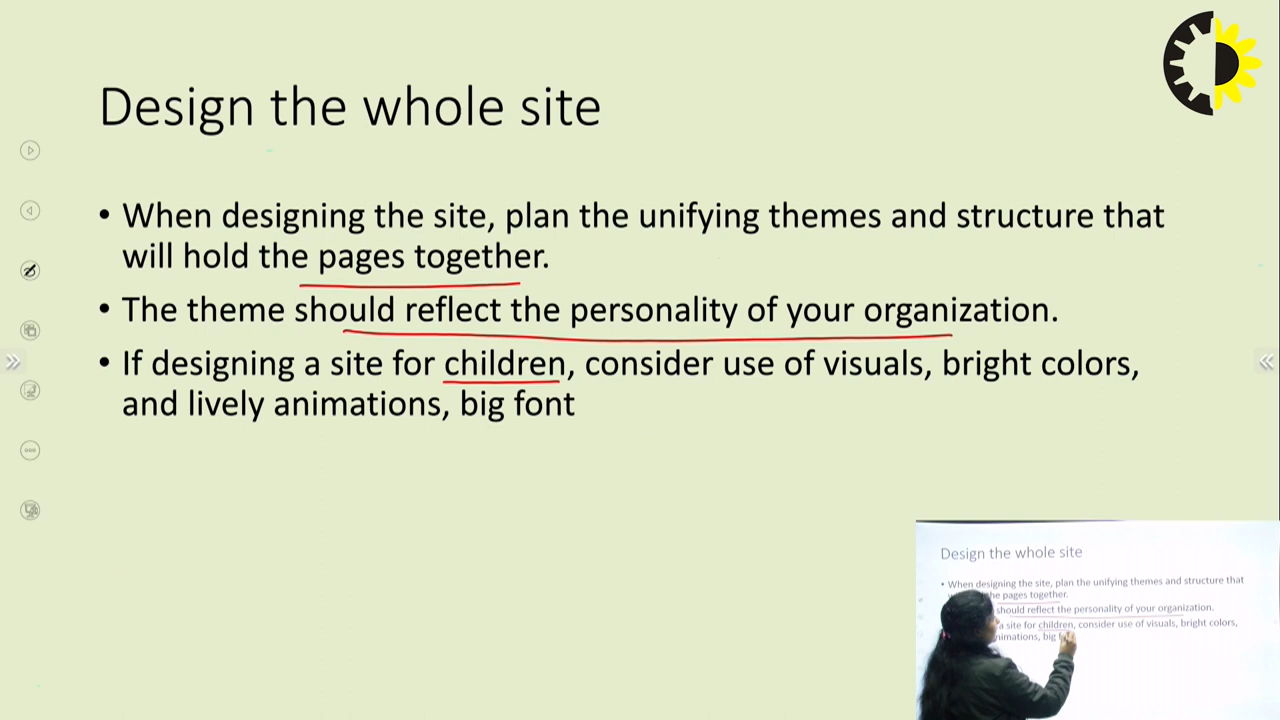 Design the whole site
• When designing the site, plan the unifying themes and structure that
will hold the pages together.
• The theme should reflect the personality of your organization.
• If designing a site for children, consider use of visuals, bright colors,
and lively animations, big font
Design the whole site
• When designing the site, plan the unifying themes and structure that
the pages together.
should reflect the personality of your organization.
a site for children, consider use of visuals, bright colors,
nimations, big